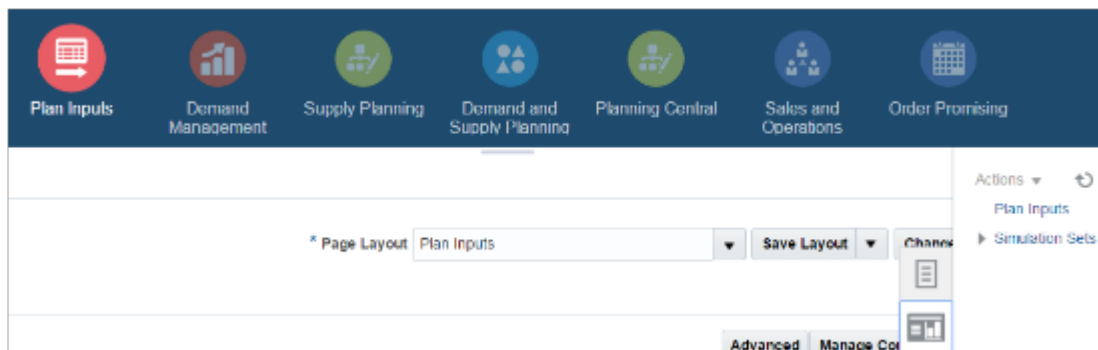 Plan Inputs
Demand
Management
Supply Planning
Demand and
Supply Planning
Planning Central
Sales and
Operations
Order Promising
Actions
Plan Inputs
Simulation Sets
* Page Layout Plan Inputs Save Layout
Advanced Manage